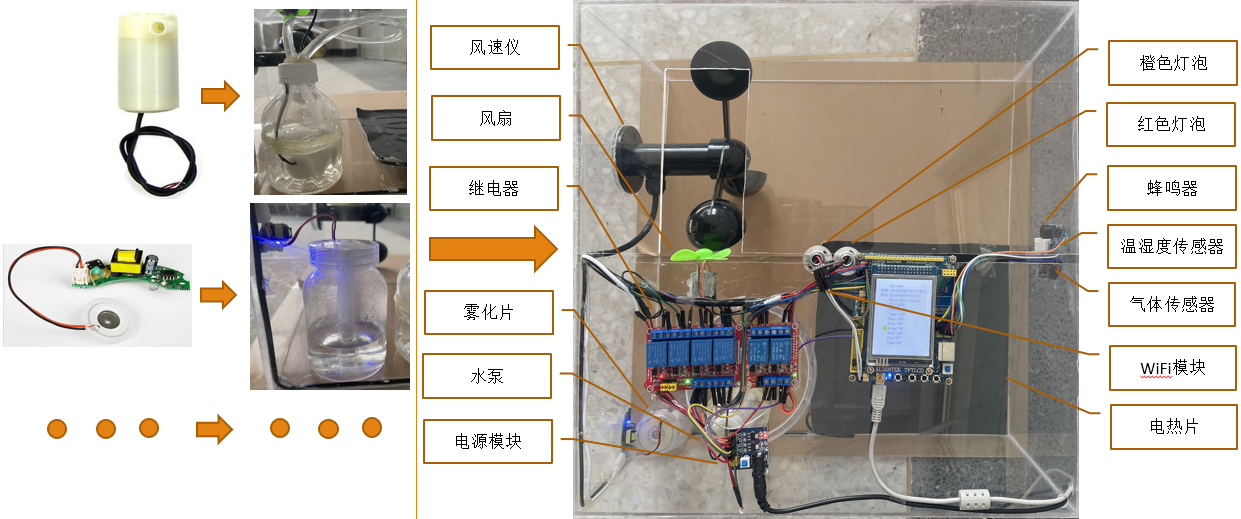 风速仪
风扇
继电器
雾化片
水泵
电源模块
橙色灯泡
红色灯泡
蜂鸣器
温湿度传感器
气体传感器
WiFi模块
电热片
ALIENTEK TFTLCD